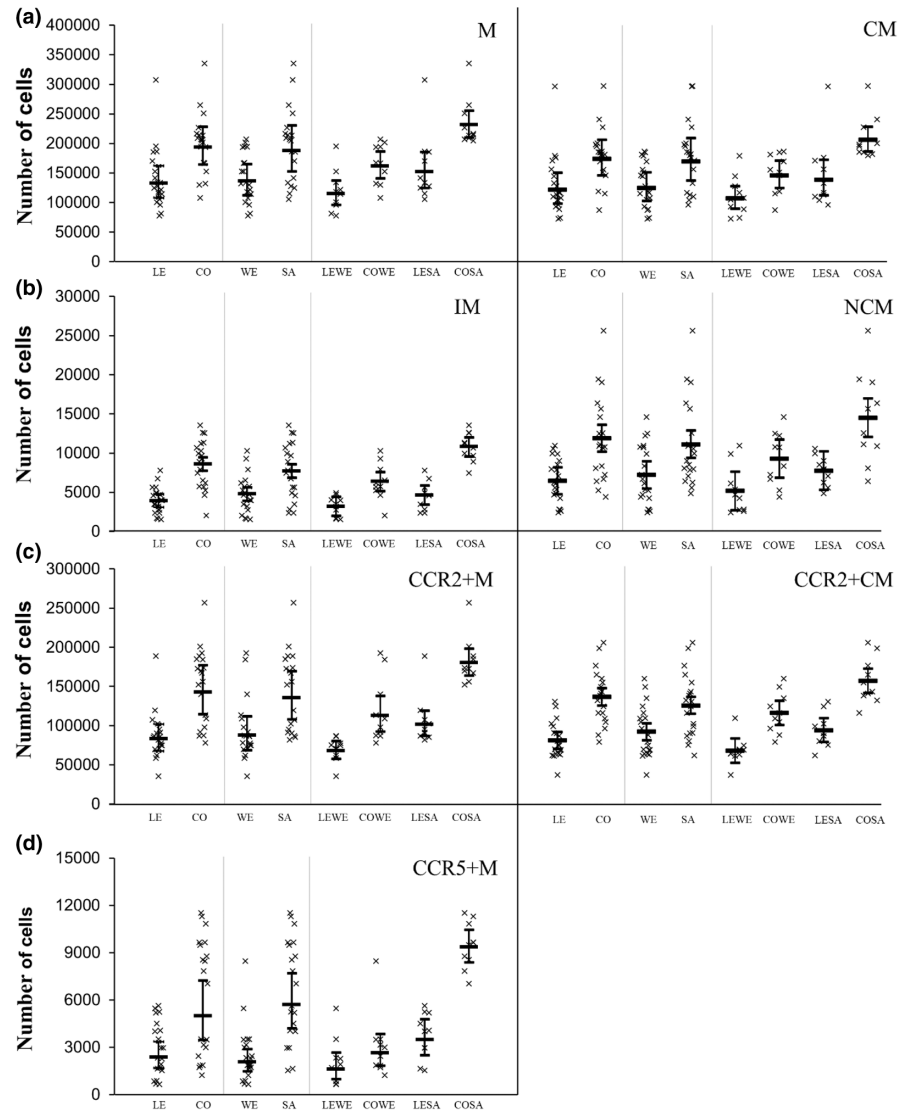 (a)
M
CM
Number of cells
400000
350000
300000
250000
200000
150000
100000
50000
0
LE CO WE SA LEWE COWE LESA COSA LE CO WE SA LEWE COWE LESA COSA
(b)
IM
NCM
Number of cells
30000
25000
20000
15000
10000
5000
0
LE CO WE SA LEWE COWE LESA COSA LE CO WE SA LEWE COWE LESA COSA
(c)
CCR2+M
CCR2+CM
Number of cells
300000
250000
200000
150000
100000
50000
0
LE CO WE SA LEWE COWE LESA COSA LE CO WE SA LEWE COWE LESA COSA
(d)
CCR5+M
Number of cells
15000
12000
9000
6000
3000
0
LE CO WE SA LEWE COWE LESA COSA